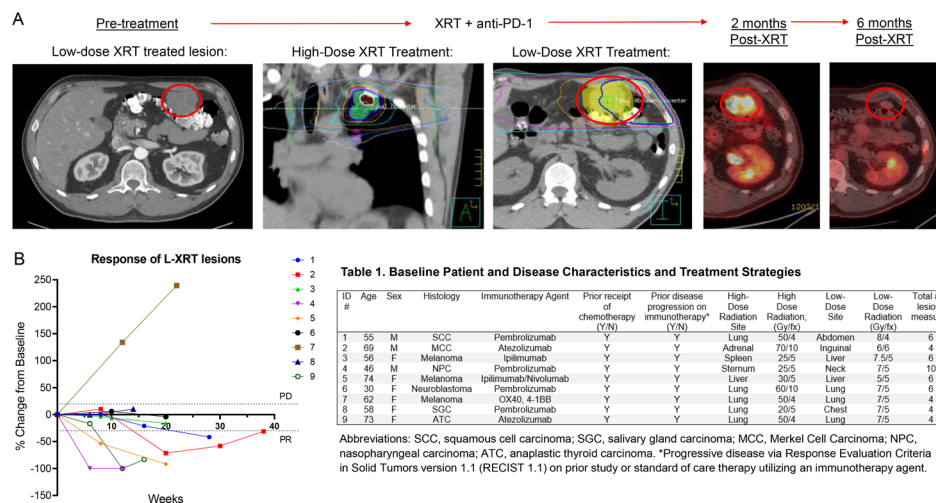 A
Pre-treatment
XRT + anti-PD-1
2 months
Post-XRT
6 months
Post-XRT
Low-dose XRT treated lesion:
High-Dose XRT Treatment:
Low-Dose XRT Treatment:
A
I
B
Response of L-XRT lesions
% Change from Baseline
250
200
150
100
50
0
-50
-100
-150
0
10
20
30
40
Weeks
PD
PR
1
2
3
4
5
6
7
8
9
Table 1. Baseline Patient and Disease Characteristics and Treatment Strategies
ID # Age Sex Histology Immunotherapy Agent Prior receipt of chemotherapy (Y/N) Prior disease progression on immunotherapy* (Y/N) High-Dose Radiation Site High Dose Radiation, (Gy/fx) Low-Dose Site Low-Dose Radiation (Gy/fx) Total # lesion measu
1 55 M SCC Pembrolizumab Y Y Lung 50/4 Abdomen 8/4 6
2 69 M MCC Atezolizumab Y Y Adrenal 70/10 Inguinal 6/6 4
3 56 F Melanoma Ipilimumab Y Y Spleen 25/5 Liver 7.5/5 6
4 46 M NPC Pembrolizumab Y Y Sternum 25/5 Neck 7/5 10
5 74 F Melanoma Ipilimumab/Nivolumab Y Y Liver 30/5 Liver 5/5 6
6 30 F Neuroblastoma Pembrolizumab Y Y Lung 60/10 Lung 7/5 6
7 62 F Melanoma OX40, 4-1BB Y Y Lung 50/4 Lung 7/5 4
8 58 F SGC Pembrolizumab Y Y Lung 20/5 Chest 7/5 4
9 73 F ATC Atezolizumab Y Y Lung 50/4 Lung 7/5 4
Abbreviations: SCC, squamous cell carcinoma; SGC, salivary gland carcinoma; MCC, Merkel Cell Carcinoma; NPC,
nasopharyngeal carcinoma; ATC, anaplastic thyroid carcinoma. *Progressive disease via Response Evaluation Criteria
in Solid Tumors version 1.1 (RECIST 1.1) on prior study or standard of care therapy utilizing an immunotherapy agent.